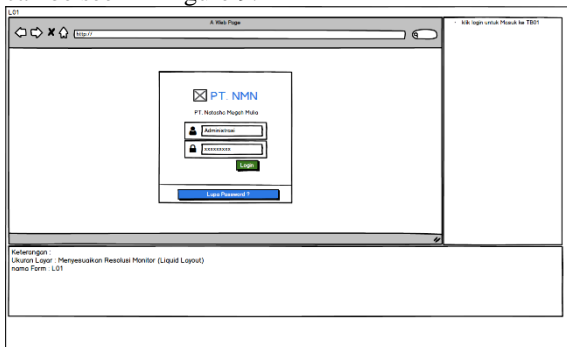 L01
A Web Page
http://
klik login untuk Masuk ke TB01
PT. NMN
PT. Natasha Megah Mulia
Administrasi
xxxxxxxxx
Login
Lupa Password ?
Keterangan :
Ukuran Layar : Menyesuaikan Resolusi Monitor (Liquid Layout)
nama Form : L01